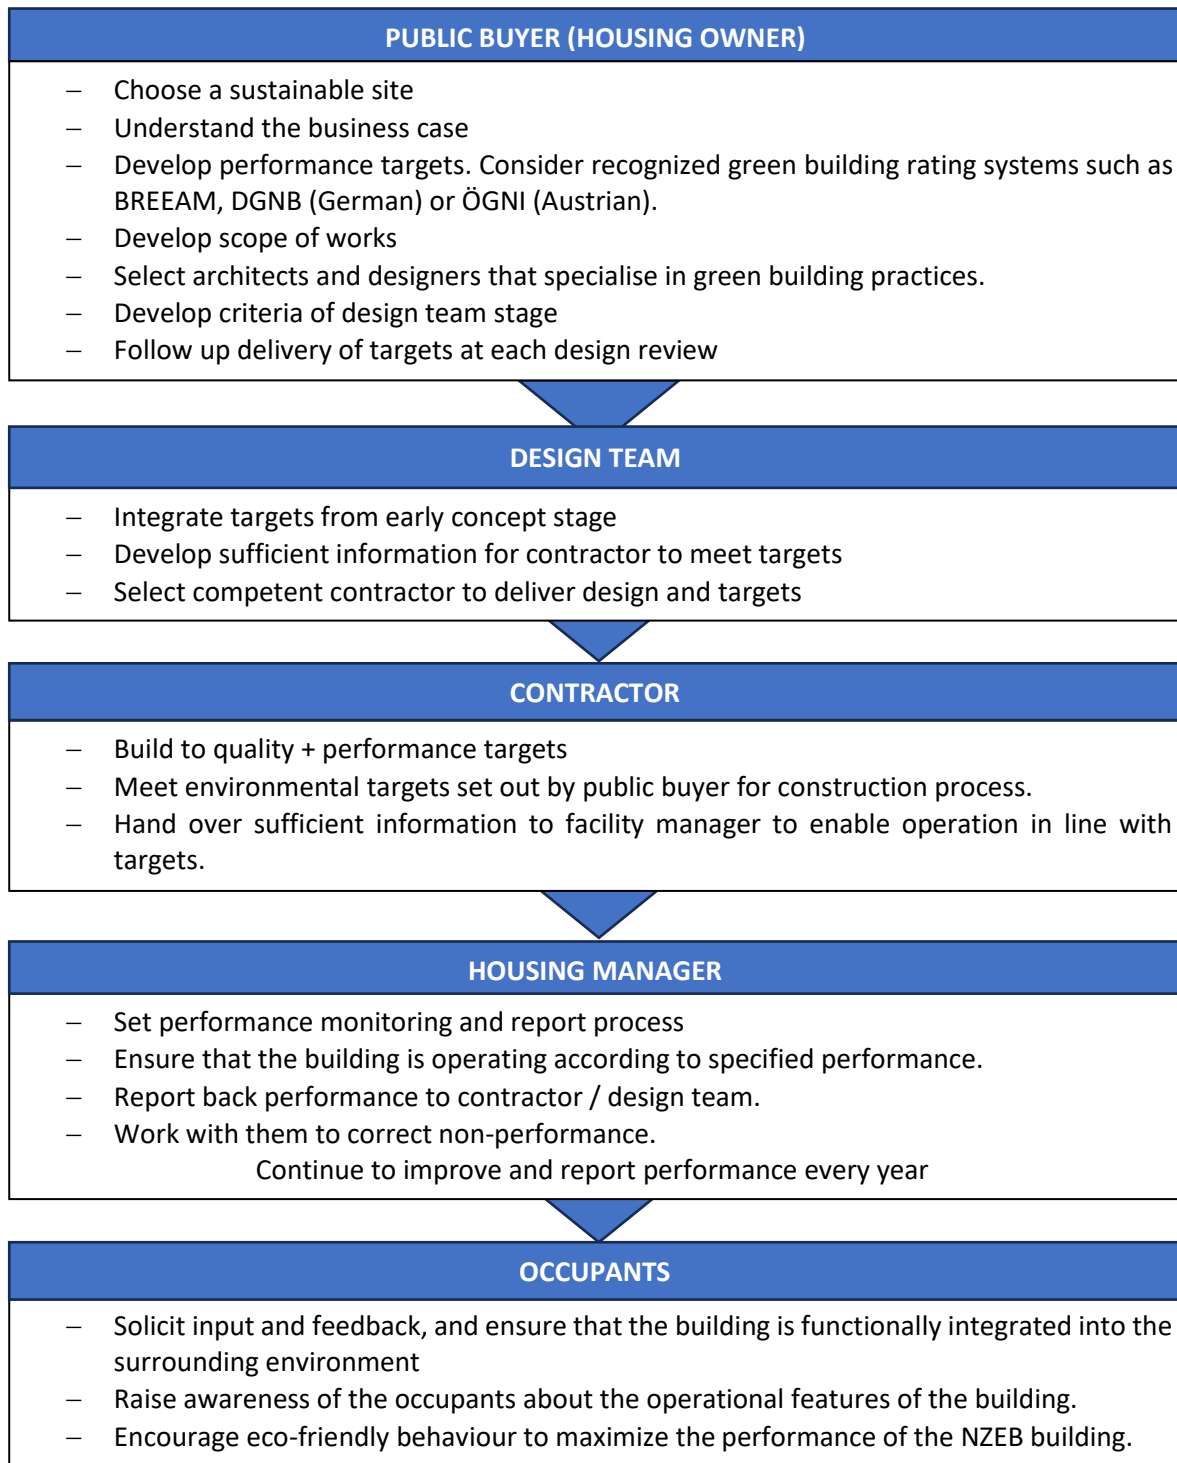 PUBLIC BUYER (HOUSING OWNER)
– Choose a sustainable site
– Understand the business case
– Develop performance targets. Consider recognized green building rating systems such as
BREEAM, DGNB (German) or ÖGNI (Austrian).
– Develop scope of works
– Select architects and designers that specialise in green building practices.
– Develop criteria of design team stage
– Follow up delivery of targets at each design review
DESIGN TEAM
– Integrate targets from early concept stage
– Develop sufficient information for contractor to meet targets
– Select competent contractor to deliver design and targets
CONTRACTOR
– Build to quality + performance targets
– Meet environmental targets set out by public buyer for construction process.
– Hand over sufficient information to facility manager to enable operation in line with
targets.
HOUSING MANAGER
– Set performance monitoring and report process
– Ensure that the building is operating according to specified performance.
– Report back performance to contractor / design team.
– Work with them to correct non-performance.
Continue to improve and report performance every year
OCCUPANTS
– Solicit input and feedback, and ensure that the building is functionally integrated into the
surrounding environment
– Raise awareness of the occupants about the operational features of the building.
– Encourage eco-friendly behaviour to maximize the performance of the NZEB building.